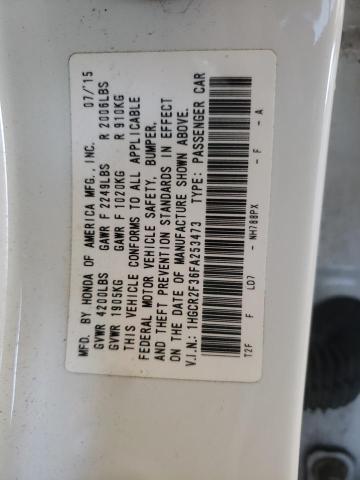 MFD. BY HONDA OF AMERICA MFG., INC. 07/15
GVWR 4200LBS GAWR F 2249LBS R 2006LBS
GVWR 1905KG GAWR F 1020KG R 910KG
THIS VEHICLE CONFORMS TO ALL APPLICABLE
FEDERAL MOTOR VEHICLE SAFETY, BUMPER,
AND THEFT PREVENTION STANDARDS IN EFFECT
ON THE DATE OF MANUFACTURE SHOWN ABOVE.
V.I.N.: 1HGCR2F36FA253473 TYPE: PASSENGER CAR
T2F F LD7 - NH788PX - F - A